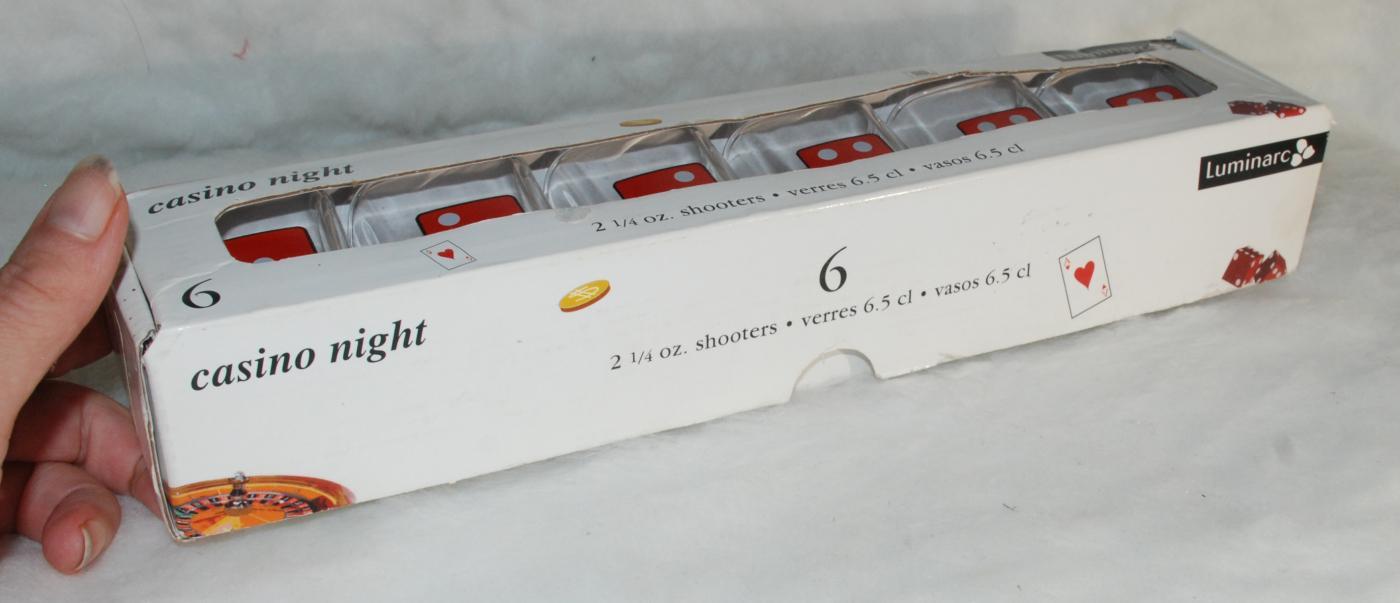 casino night
6
2 1/4 oz. shooters • verres 6.5 cl • vasos 6.5 cl
casino night
6
2 1/4 oz. shooters • verres 6.5 cl • vasos 6.5 cl
Luminarc